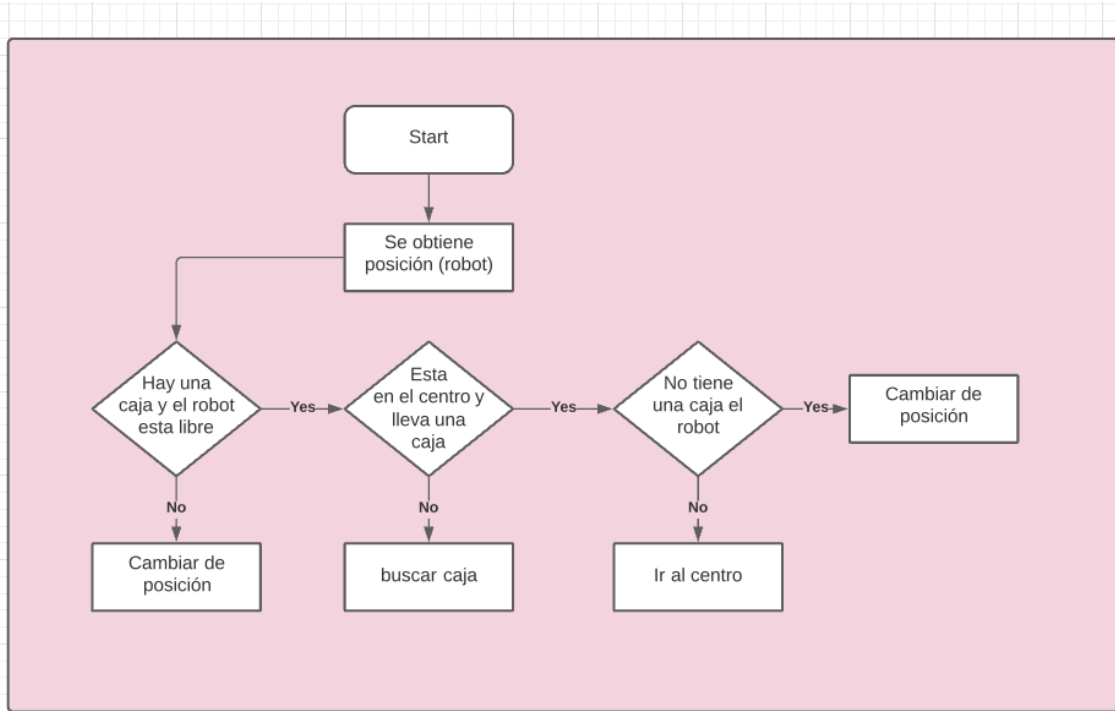 Start
Se obtiene
posición (robot)
Hay una
caja y el robot
esta libre
Yes
Esta
en el centro y
lleva una
caja
Yes
No tiene
una caja el
robot
Yes
Cambiar de
posición
No
No
No
Cambiar de
posición
buscar caja
Ir al centro